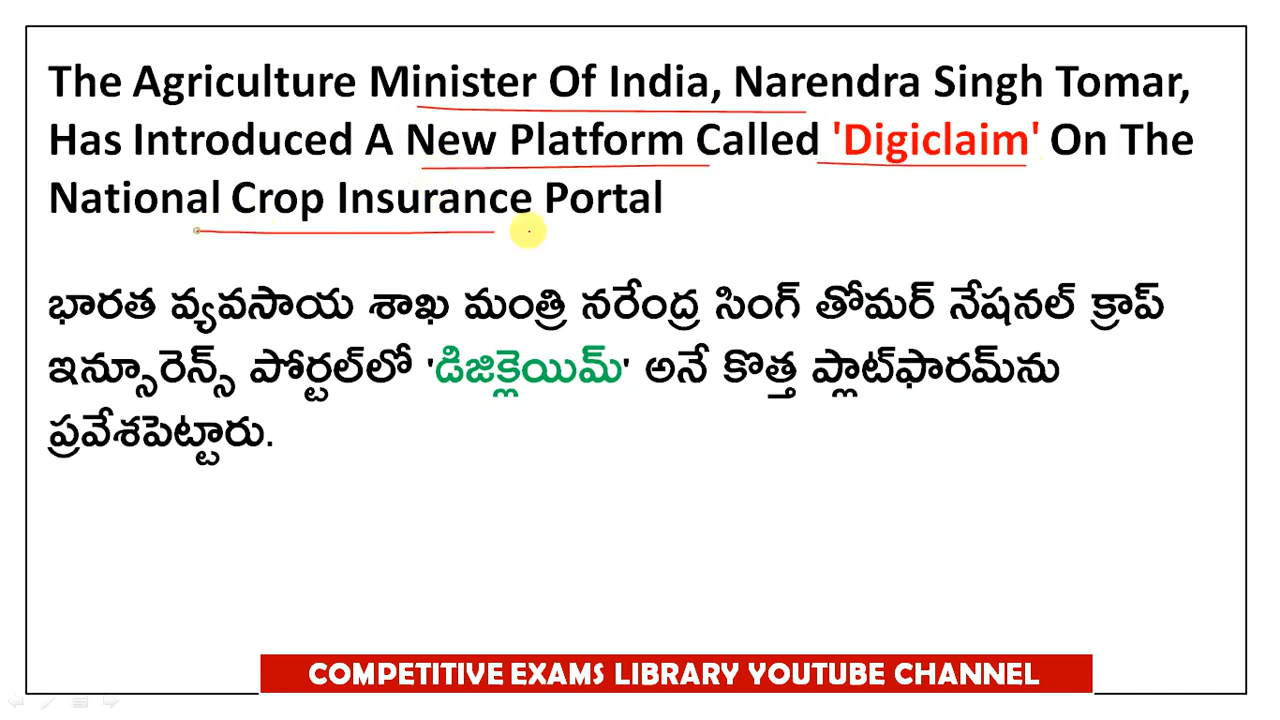 The Agriculture Minister Of India, Narendra Singh Tomar,
Has Introduced A New Platform Called 'Digiclaim' On The
National Crop Insurance Portal
భారత వ్యవసాయ శాఖ మంత్రి నరేంద్ర సింగ్ తోమర్ నేషనల్ క్రాప్
ఇన్సూరెన్స్ పోర్టల్‌లో 'డిజిక్లెయిమ్' అనే కొత్త ప్లాట్‌ఫారమ్‌ను
ప్రవేశపెట్టారు.
COMPETITIVE EXAMS LIBRARY YOUTUBE CHANNEL